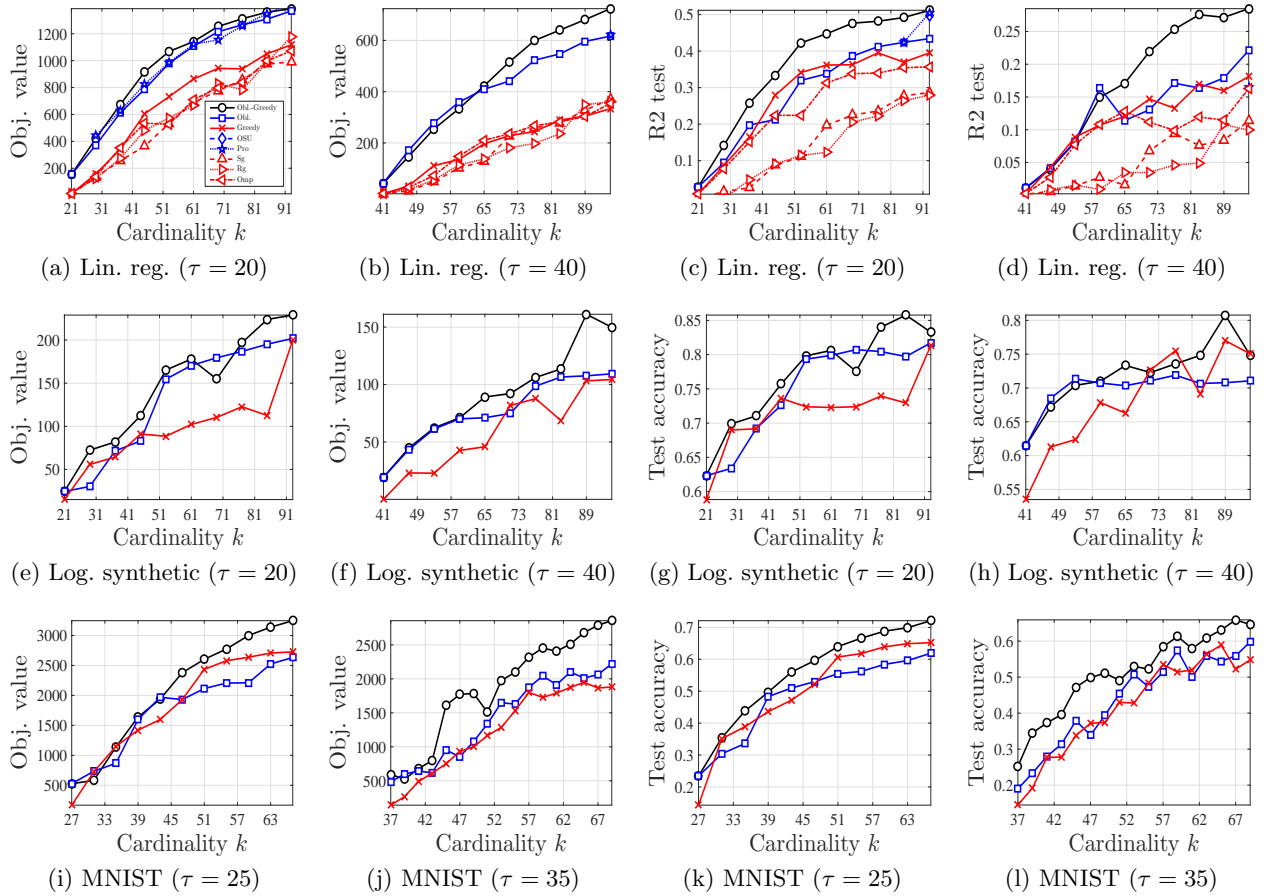 1200
1000
800
600
400
200
Obj. value
21 31 41 51 61 71 81 91
Cardinality k
Obl.-Greedy
Obl.
Greedy
OSU
Pro
Sg
Rg
Omp
(a) Lin. reg. (τ = 20)
600
400
200
Obj. value
41 49 57 65 73 81 89
Cardinality k
(b) Lin. reg. (τ = 40)
0.5
0.4
0.3
0.2
0.1
R2 test
21 31 41 51 61 71 81 91
Cardinality k
(c) Lin. reg. (τ = 20)
0.25
0.2
0.15
0.1
0.05
R2 test
41 49 57 65 73 81 89
Cardinality k
(d) Lin. reg. (τ = 40)
200
150
100
50
Obj. value
21 31 41 51 61 71 81 91
Cardinality k
(e) Log. synthetic (τ = 20)
150
100
50
Obj. value
41 49 57 65 73 81 89
Cardinality k
(f) Log. synthetic (τ = 40)
0.85
0.8
0.75
0.7
0.65
0.6
Test accuracy
21 31 41 51 61 71 81 91
Cardinality k
(g) Log. synthetic (τ = 20)
0.8
0.75
0.7
0.65
0.6
0.55
Test accuracy
41 49 57 65 73 81 89
Cardinality k
(h) Log. synthetic (τ = 40)
3000
2500
2000
1500
1000
500
Obj. value
27 33 39 45 51 57 63
Cardinality k
(i) MNIST (τ = 25)
2500
2000
1500
1000
500
Obj. value
37 42 47 52 57 62 67
Cardinality k
(j) MNIST (τ = 35)
0.7
0.6
0.5
0.4
0.3
0.2
Test accuracy
27 33 39 45 51 57 63
Cardinality k
(k) MNIST (τ = 25)
0.6
0.5
0.4
0.3
0.2
Test accuracy
37 42 47 52 57 62 67
Cardinality k
(l) MNIST (τ = 35)